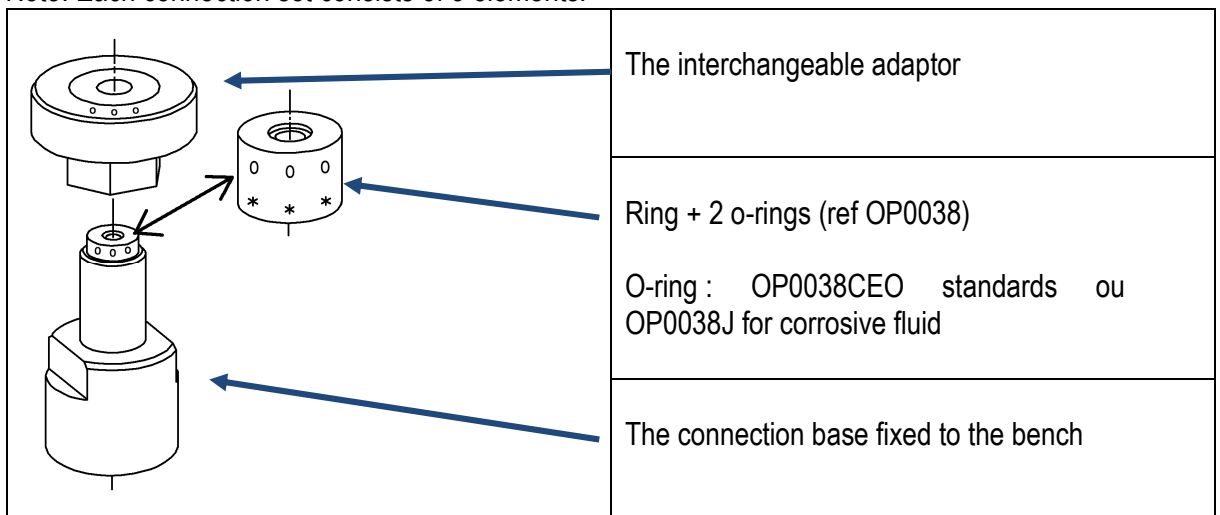 The interchangeable adaptor
Ring + 2 o-rings (ref OP0038)
O-ring : OP0038CEO standards ou
OP0038J for corrosive fluid
The connection base fixed to the bench